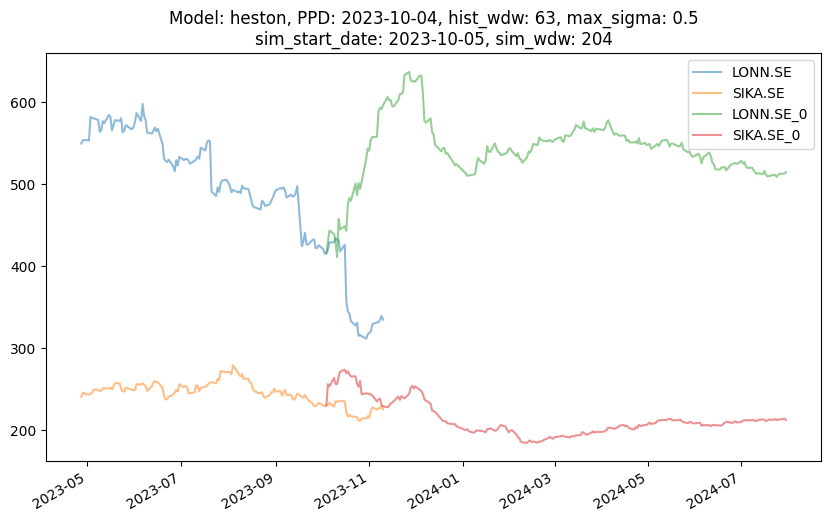 Model: heston, PPD: 2023-10-04, hist_wdw: 63, max_sigma: 0.5
sim_start_date: 2023-10-05, sim_wdw: 204
LONN.SE
SIKA.SE
LONN.SE_0
SIKA.SE_0
600
500
400
300
200
2023-05
2023-07
2023-09
2023-11
2024-01
2024-03
2024-05
2024-07